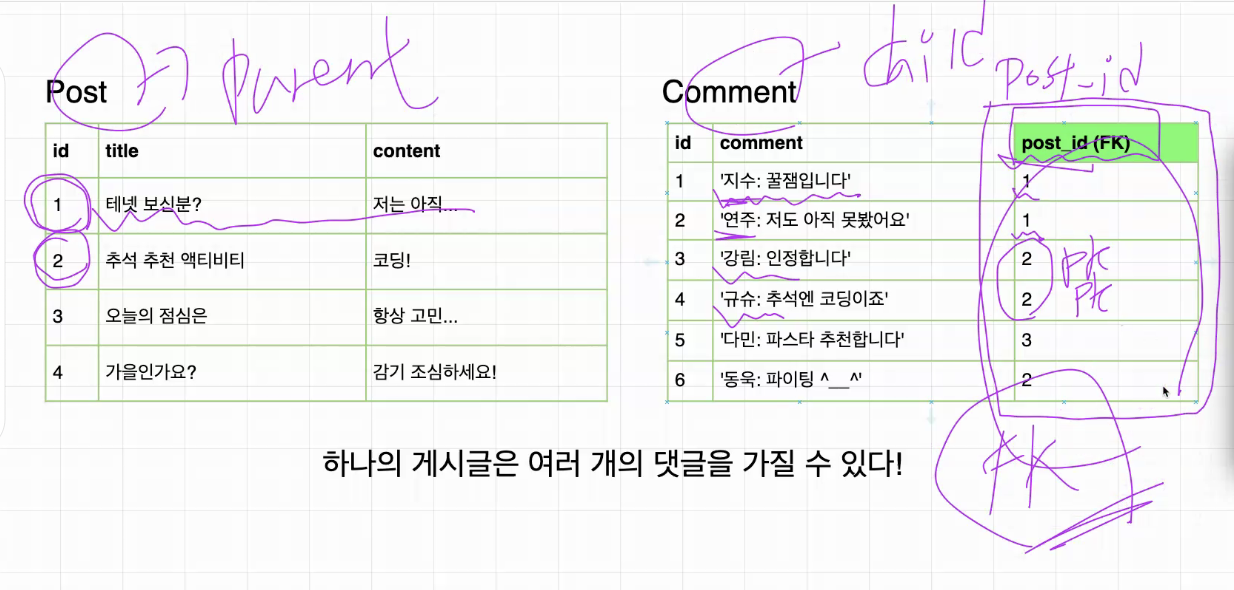 Post parent
id title content
1 테넷 보신분? 저는 아직...
2 추석 추천 액티비티 코딩!
3 오늘의 점심은 항상 고민...
4 가을인가요? 감기 조심하세요!
Comment child post_id
id comment post_id (FK)
1 '지수: 꿀잼입니다' 1
2 '연주: 저도 아직 못봤어요' 1
3 '강림: 인정합니다' 2 pk
4 '규슈: 추석엔 코딩이죠' 2 pk
5 '다민: 파스타 추천합니다' 3
6 '동욱: 파이팅 ^__^' 2
FK
하나의 게시글은 여러 개의 댓글을 가질 수 있다!